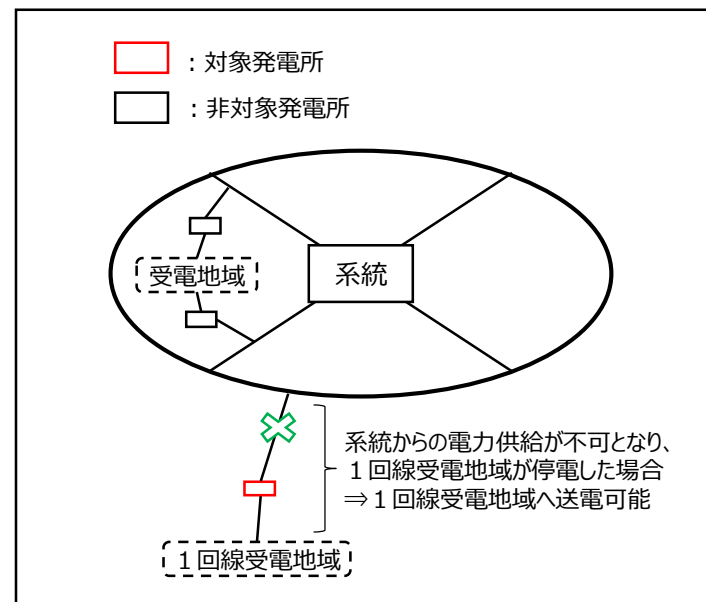 ：対象発電所
：非対象発電所
受電地域
系統
系統からの電力供給が不可となり、
１回線受電地域が停電した場合
⇒１回線受電地域へ送電可能
１回線受電地域